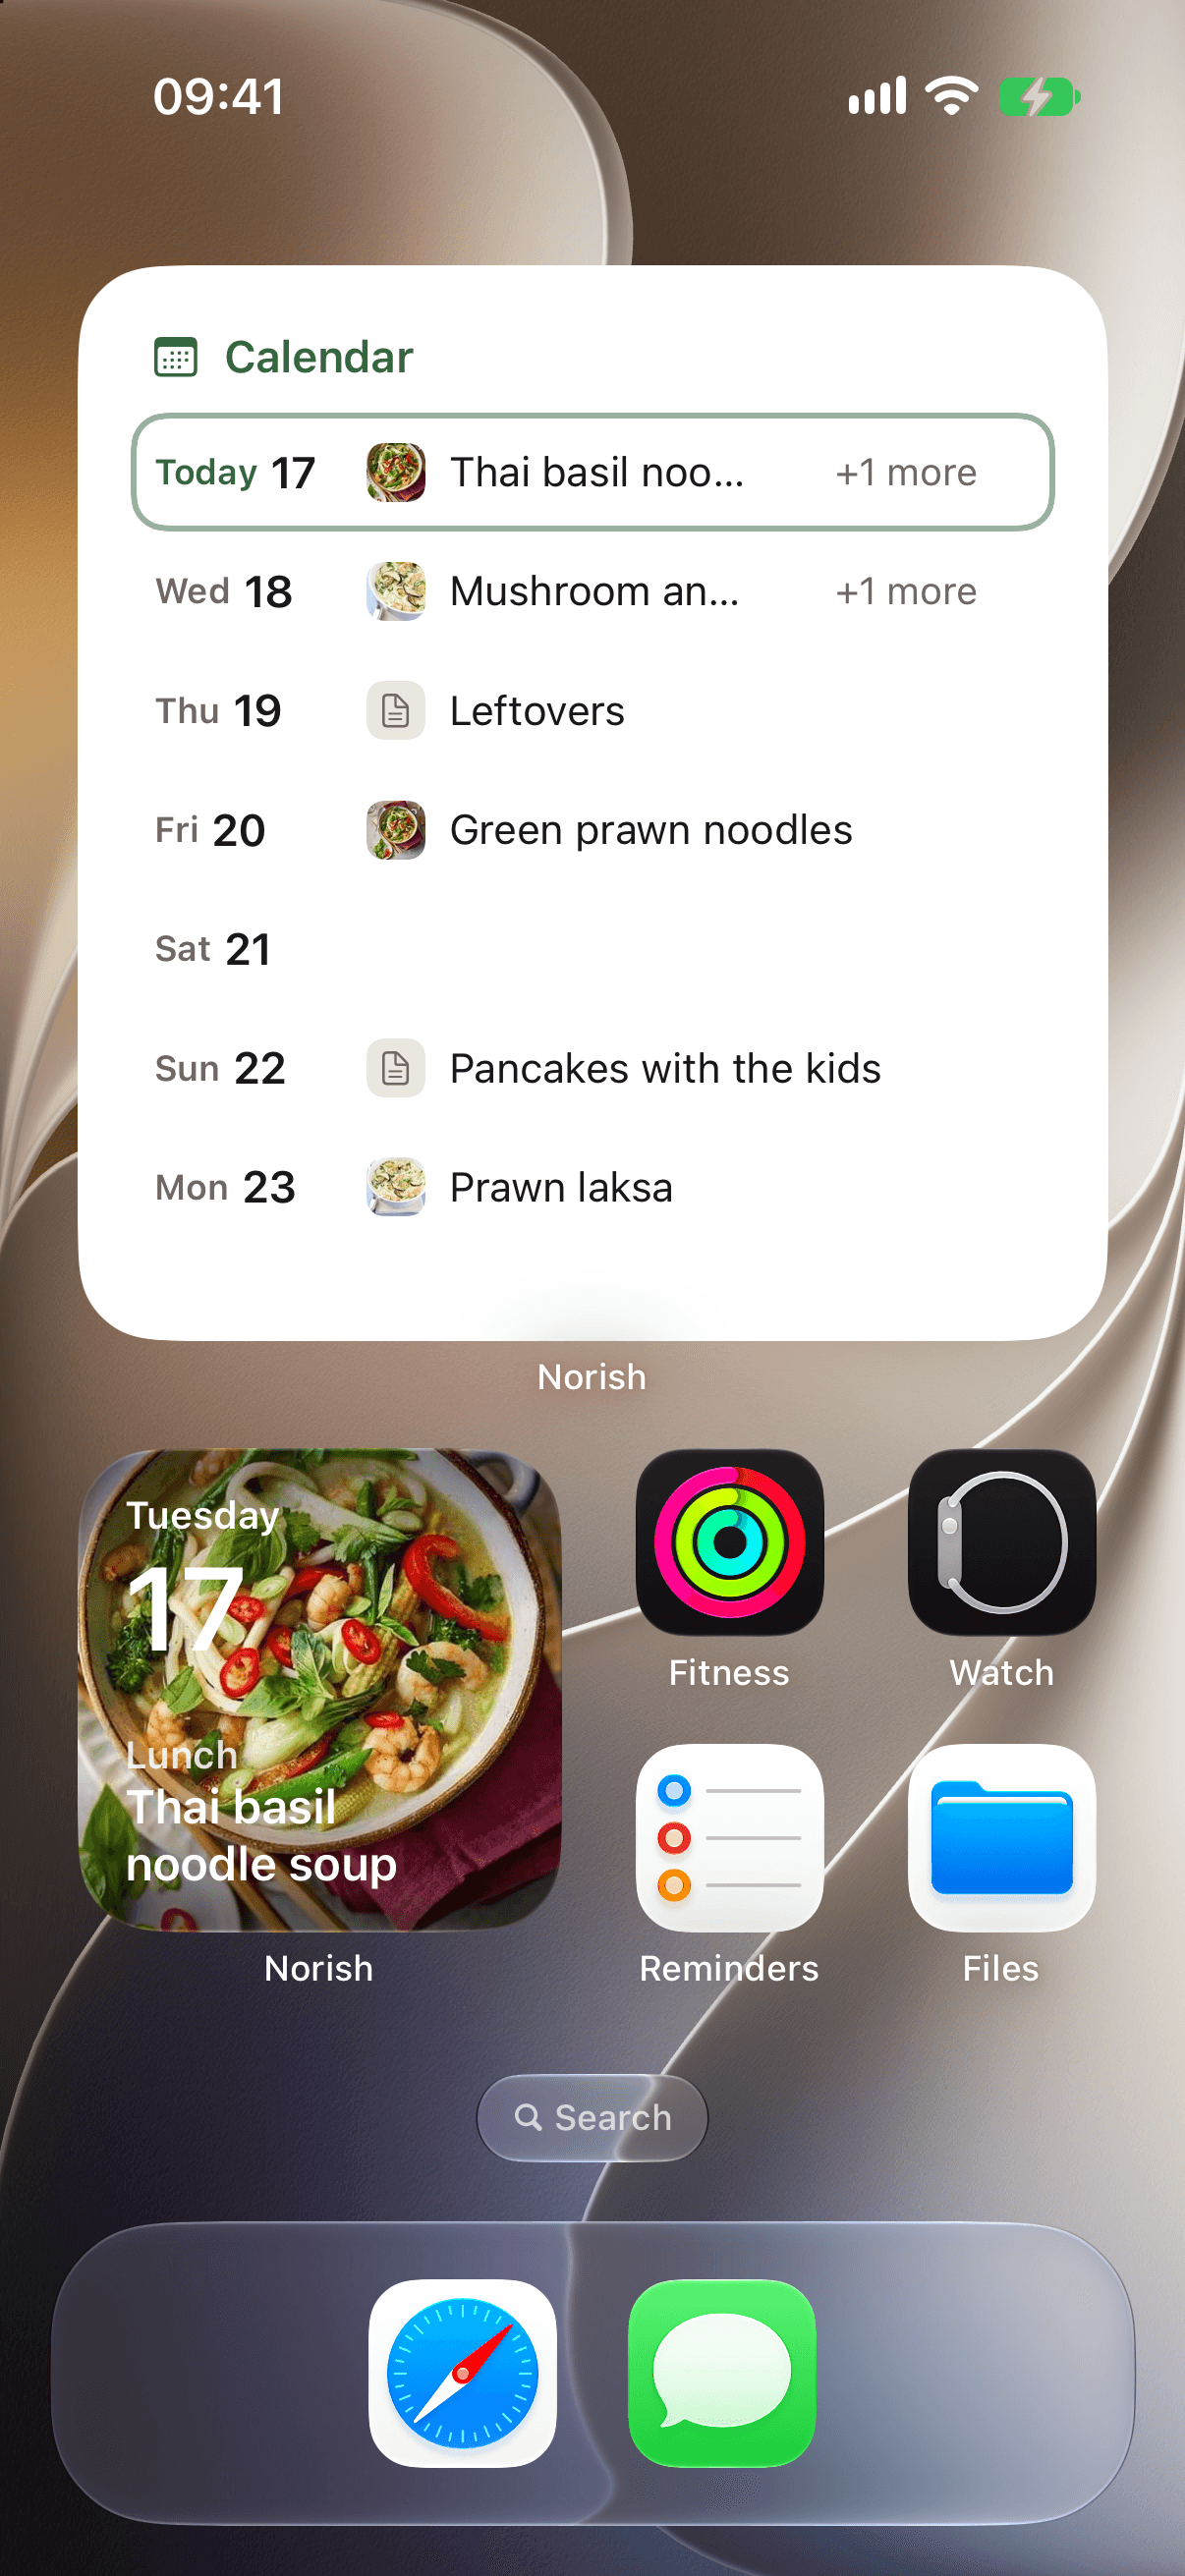 09:41
Calendar
Today 17 Thai basil noo... +1 more
Wed 18 Mushroom an... +1 more
Thu 19 Leftovers
Fri 20 Green prawn noodles
Sat 21
Sun 22 Pancakes with the kids
Mon 23 Prawn laksa
Norish
Tuesday
17
Lunch
Thai basil
noodle soup
Norish
Fitness
Watch
Reminders
Files
Search